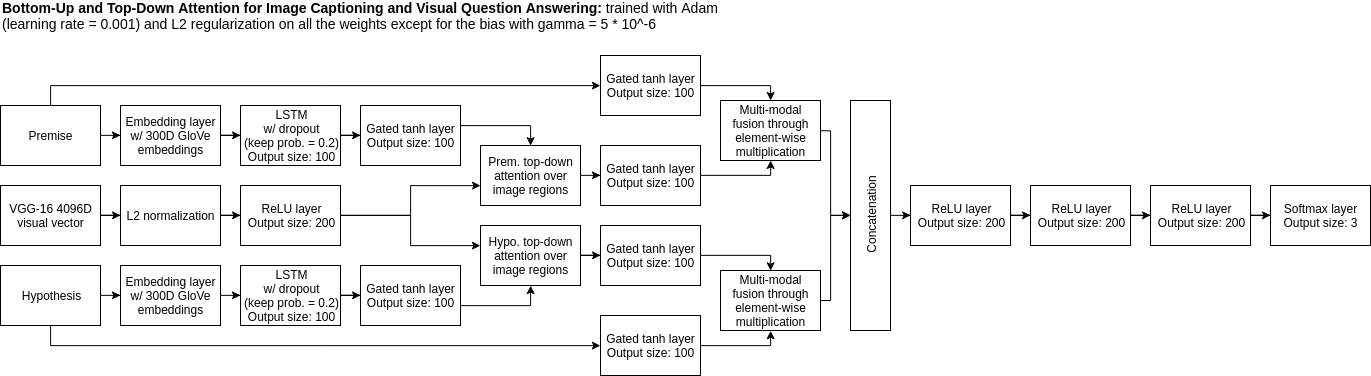 Bottom-Up and Top-Down Attention for Image Captioning and Visual Question Answering: trained with Adam
(learning rate = 0.001) and L2 regularization on all the weights except for the bias with gamma = 5 * 10^-6
Gated tanh layer
Output size: 100
Premise
Embedding layer
w/ 300D GloVe
embeddings
LSTM
w/ dropout
(keep prob. = 0.2)
Output size: 100
Gated tanh layer
Output size: 100
Multi-modal
fusion through
element-wise
multiplication
Prem. top-down
attention over
image regions
Gated tanh layer
Output size: 100
VGG-16 4096D
visual vector
L2 normalization
ReLU layer
Output size: 200
Concatenation
ReLU layer
Output size: 200
ReLU layer
Output size: 200
ReLU layer
Output size: 200
Softmax layer
Output size: 3
Hypo. top-down
attention over
image regions
Gated tanh layer
Output size: 100
Hypothesis
Embedding layer
w/ 300D GloVe
embeddings
LSTM
w/ dropout
(keep prob. = 0.2)
Output size: 100
Gated tanh layer
Output size: 100
Multi-modal
fusion through
element-wise
multiplication
Gated tanh layer
Output size: 100